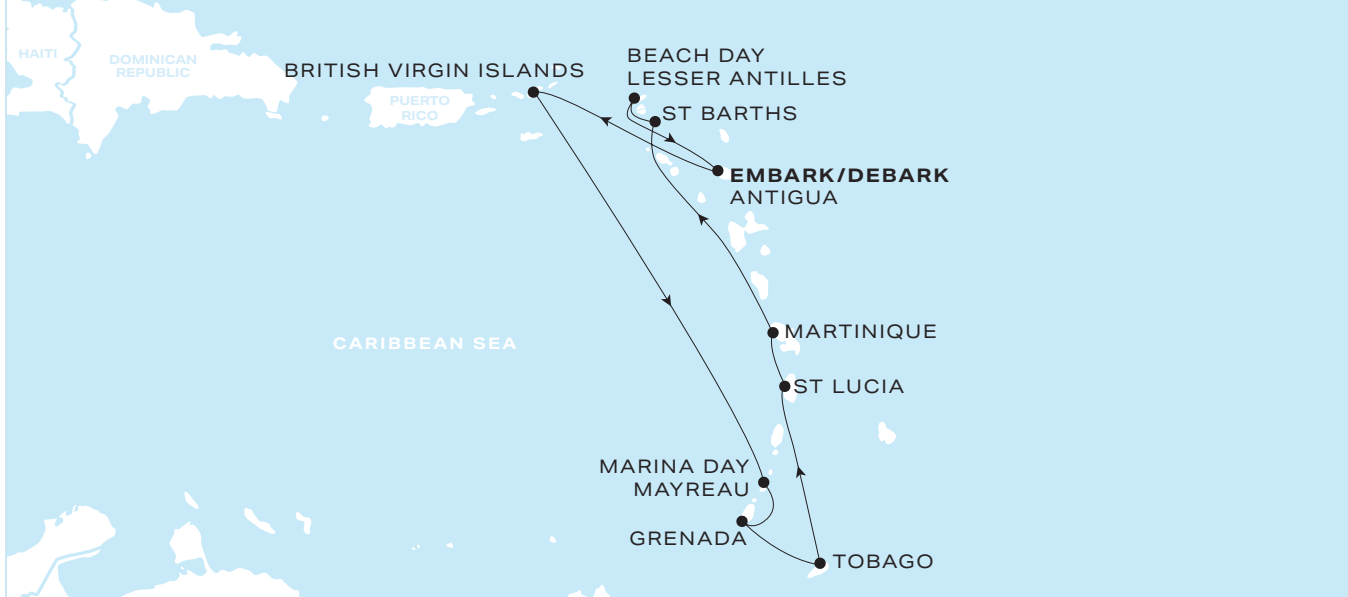 HAITI
DOMINICAN
REPUBLIC
PUERTO
RICO
BRITISH VIRGIN ISLANDS
BEACH DAY
LESSER ANTILLES
ST BARTHS
EMBARK/DEBARK
ANTIGUA
CARIBBEAN SEA
MARTINIQUE
ST LUCIA
MARINA DAY
MAYREAU
GRENADA
TOBAGO